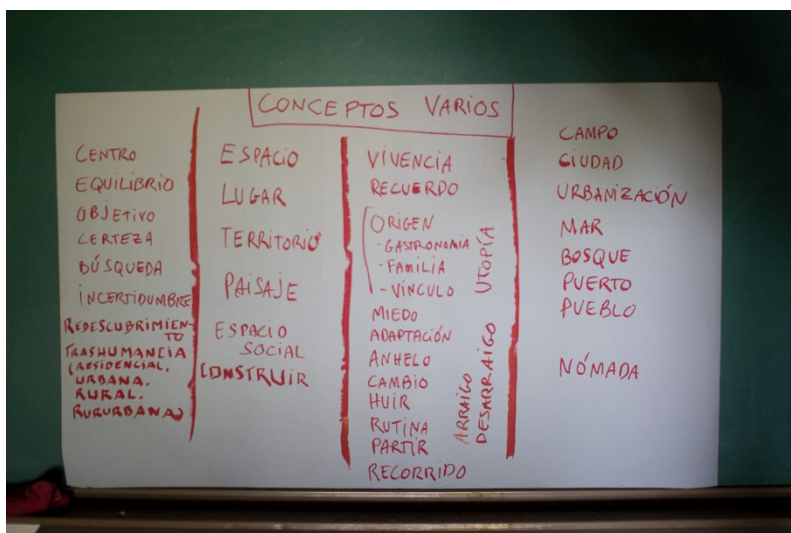 CONCEPTOS VARIOS
CENTRO
EQUILIBRIO
OBJETIVO
CERTEZA
BÚSQUEDA
INCERTIDUMBRE
REDESCUBRIMIEN-
TO
TRASHUMANCIA
(RESIDENCIAL,
URBANA,
RURAL,
RURURBANA)
ESPACIO
LUGAR
TERRITORIO
PAISAJE
ESPACIO
SOCIAL
CONSTRUIR
VIVENCIA
RECUERDO
ORIGEN
- GASTRONOMIA
- FAMILIA
- VÍNCULO
MIEDO
ADAPTACIÓN
ANHELO
CAMBIO
HUIR
RUTINA
PARTIR
RECORRIDO
UTOPÍA
ARRAIGO
DESARRAIGO
CAMPO
CIUDAD
URBANIZACIÓN
MAR
BOSQUE
PUERTO
PUEBLO
NÓMADA